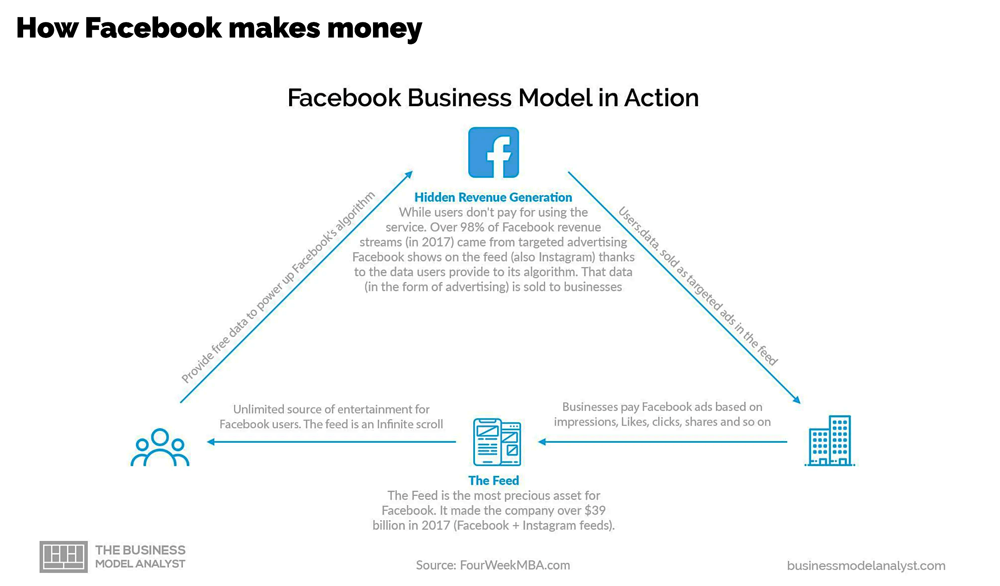 How Facebook makes money
Facebook Business Model in Action
Hidden Revenue Generation
While users don't pay for using the
service. Over 98% of Facebook revenue
streams (in 2017) came from targeted advertising
Facebook shows on the feed (also Instagram) thanks
to the data users provide to its algorithm. That data
(in the form of advertising) is sold to businesses
Provide free data to power up Facebook's algorithm
Users.data. sold as targeted ads in the feed
Unlimited source of entertainment for
Facebook users. The feed is an Infinite scroll
Businesses pay Facebook ads based on
impressions, Likes, clicks, shares and so on
The Feed
The Feed is the most precious asset for
Facebook. It made the company over $39
billion in 2017 (Facebook + Instagram feeds).
THE BUSINESS
MODEL ANALYST
Source: FourWeekMBA.com
businessmodelanalyst.com